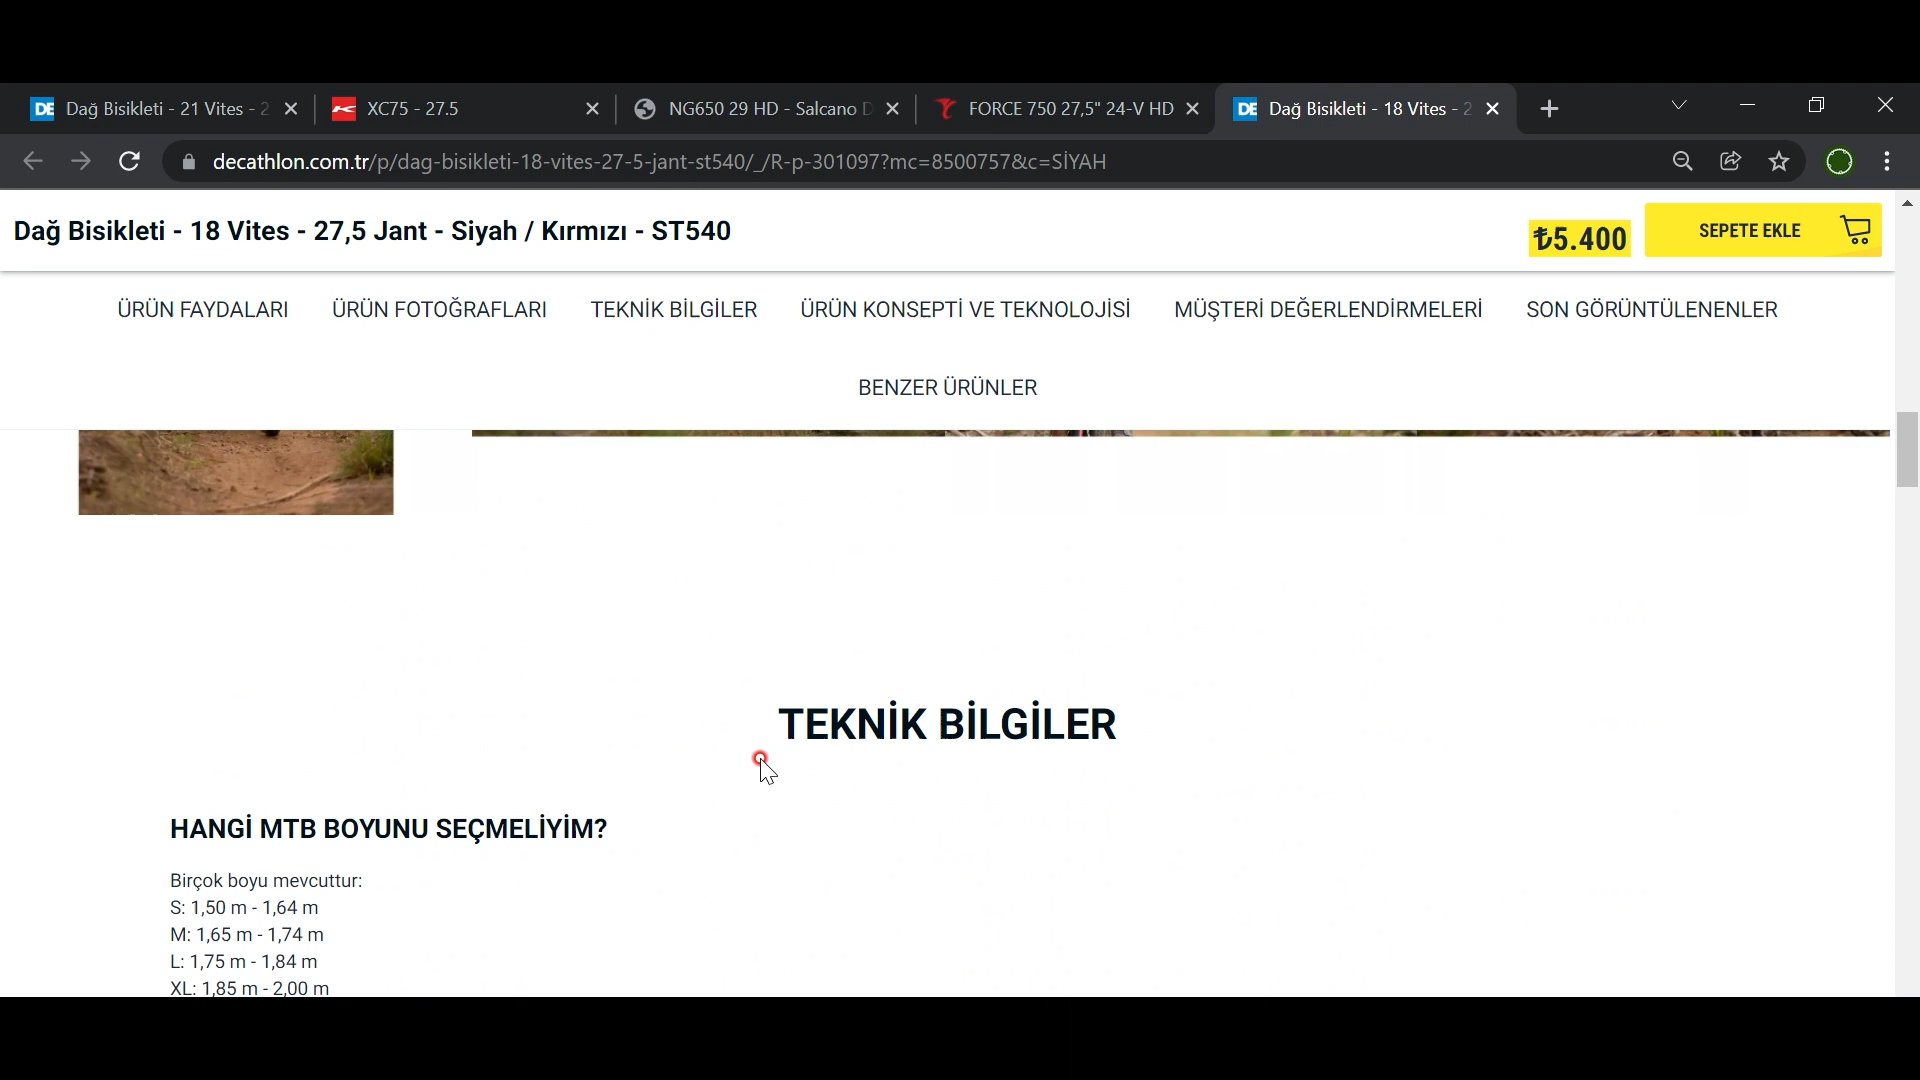 DE Dağ Bisikleti - 21 Vites - 2
XC75 - 27.5
NG650 29 HD - Salcano D
FORCE 750 27,5" 24-V HD
DE Dağ Bisikleti - 18 Vites - 2
decathlon.com.tr/p/dag-bisikleti-18-vites-27-5-jant-st540/_/R-p-301097?mc=8500757&c=SİYAH
Dağ Bisikleti - 18 Vites - 27,5 Jant - Siyah / Kırmızı - ST540
₺5.400
SEPETE EKLE
ÜRÜN FAYDALARI ÜRÜN FOTOĞRAFLARI TEKNİK BİLGİLER ÜRÜN KONSEPTİ VE TEKNOLOJİSİ MÜŞTERİ DEĞERLENDİRMELERİ SON GÖRÜNTÜLENENLER
BENZER ÜRÜNLER
TEKNİK BİLGİLER
HANGİ MTB BOYUNU SEÇMELİYİM?
Birçok boyu mevcuttur:
S: 1,50 m - 1,64 m
M: 1,65 m - 1,74 m
L: 1,75 m - 1,84 m
XL: 1,85 m - 2,00 m